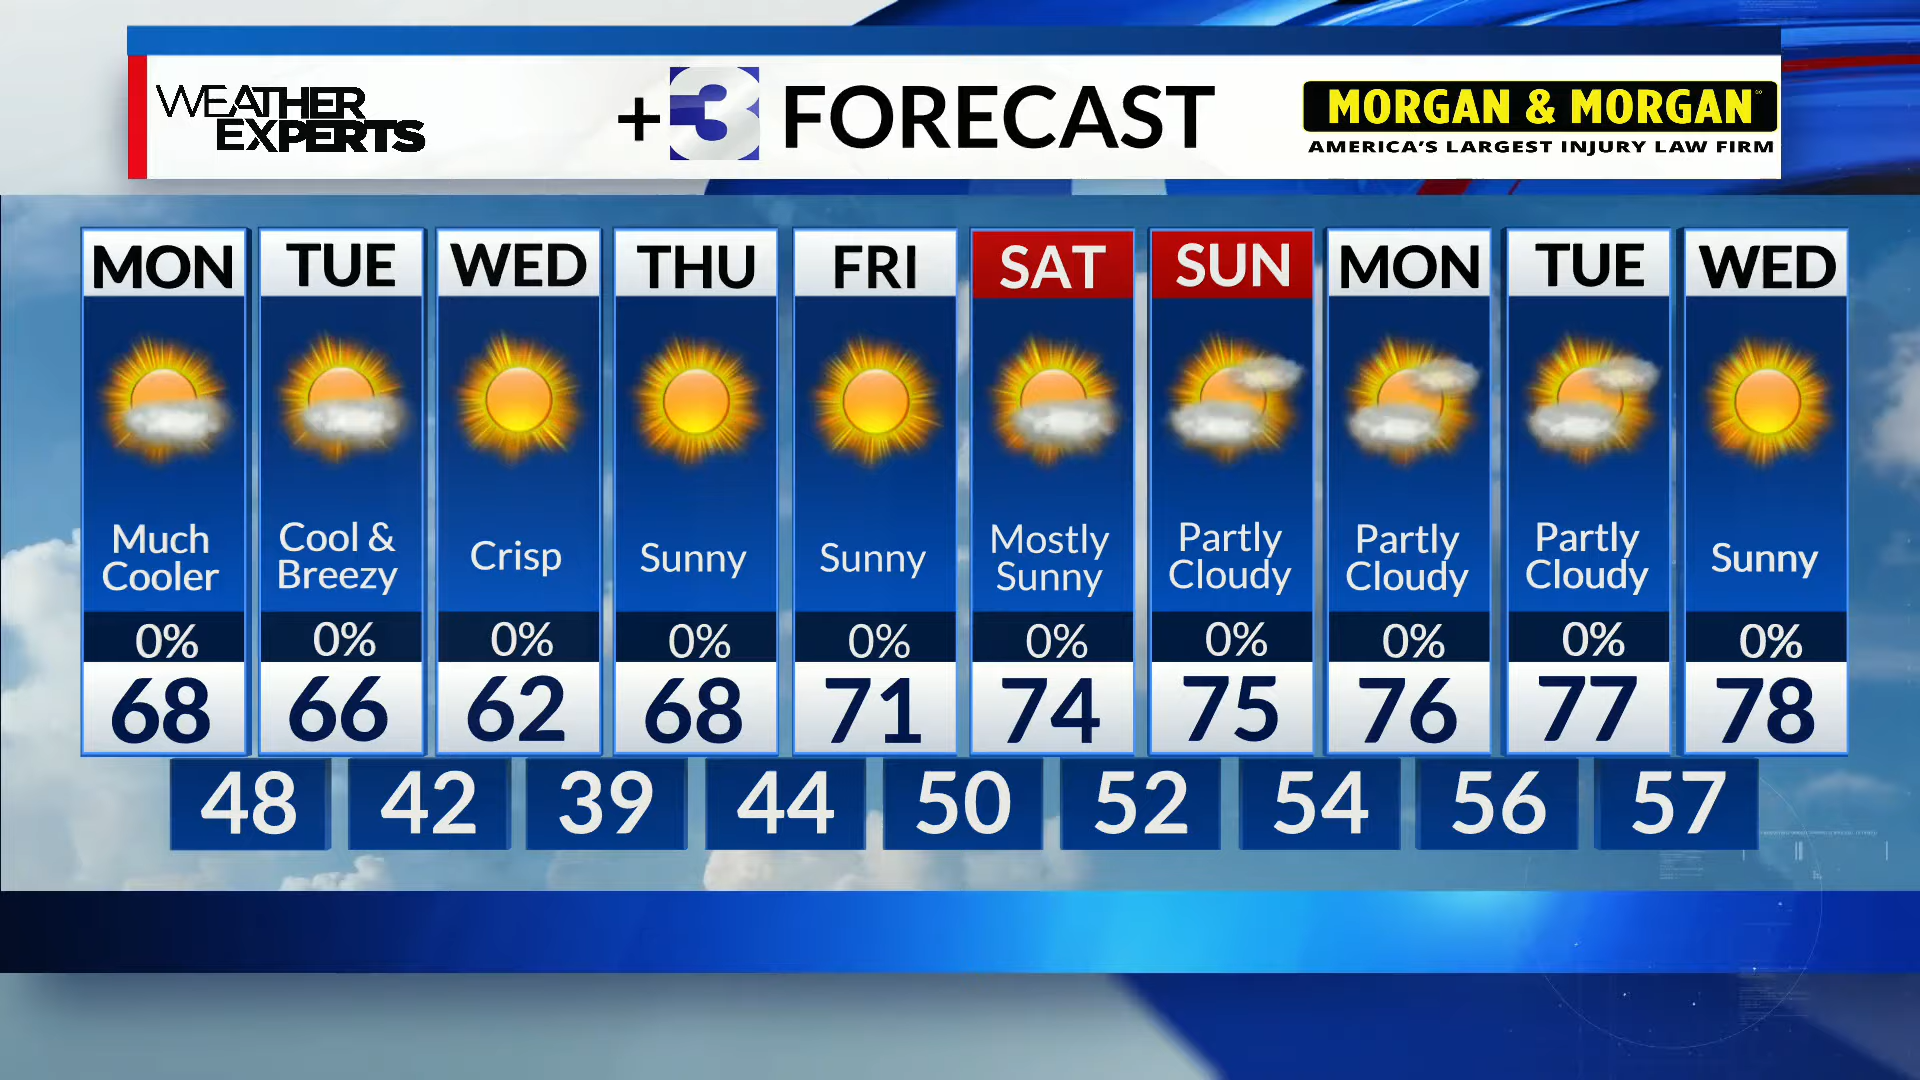 WEATHER
EXPERTS
+3 FORECAST
MORGAN & MORGAN
AMERICA'S LARGEST INJURY LAW FIRM
MON TUE WED THU FRI SAT SUN MON TUE WED
Much Cooler
Cool & Breezy
Crisp
Sunny
Sunny
Mostly Sunny
Partly Cloudy
Partly Cloudy
Partly Cloudy
Sunny
0% 0% 0% 0% 0% 0% 0% 0% 0% 0%
68 66 62 68 71 74 75 76 77 78
48 42 39 44 50 52 54 56 57